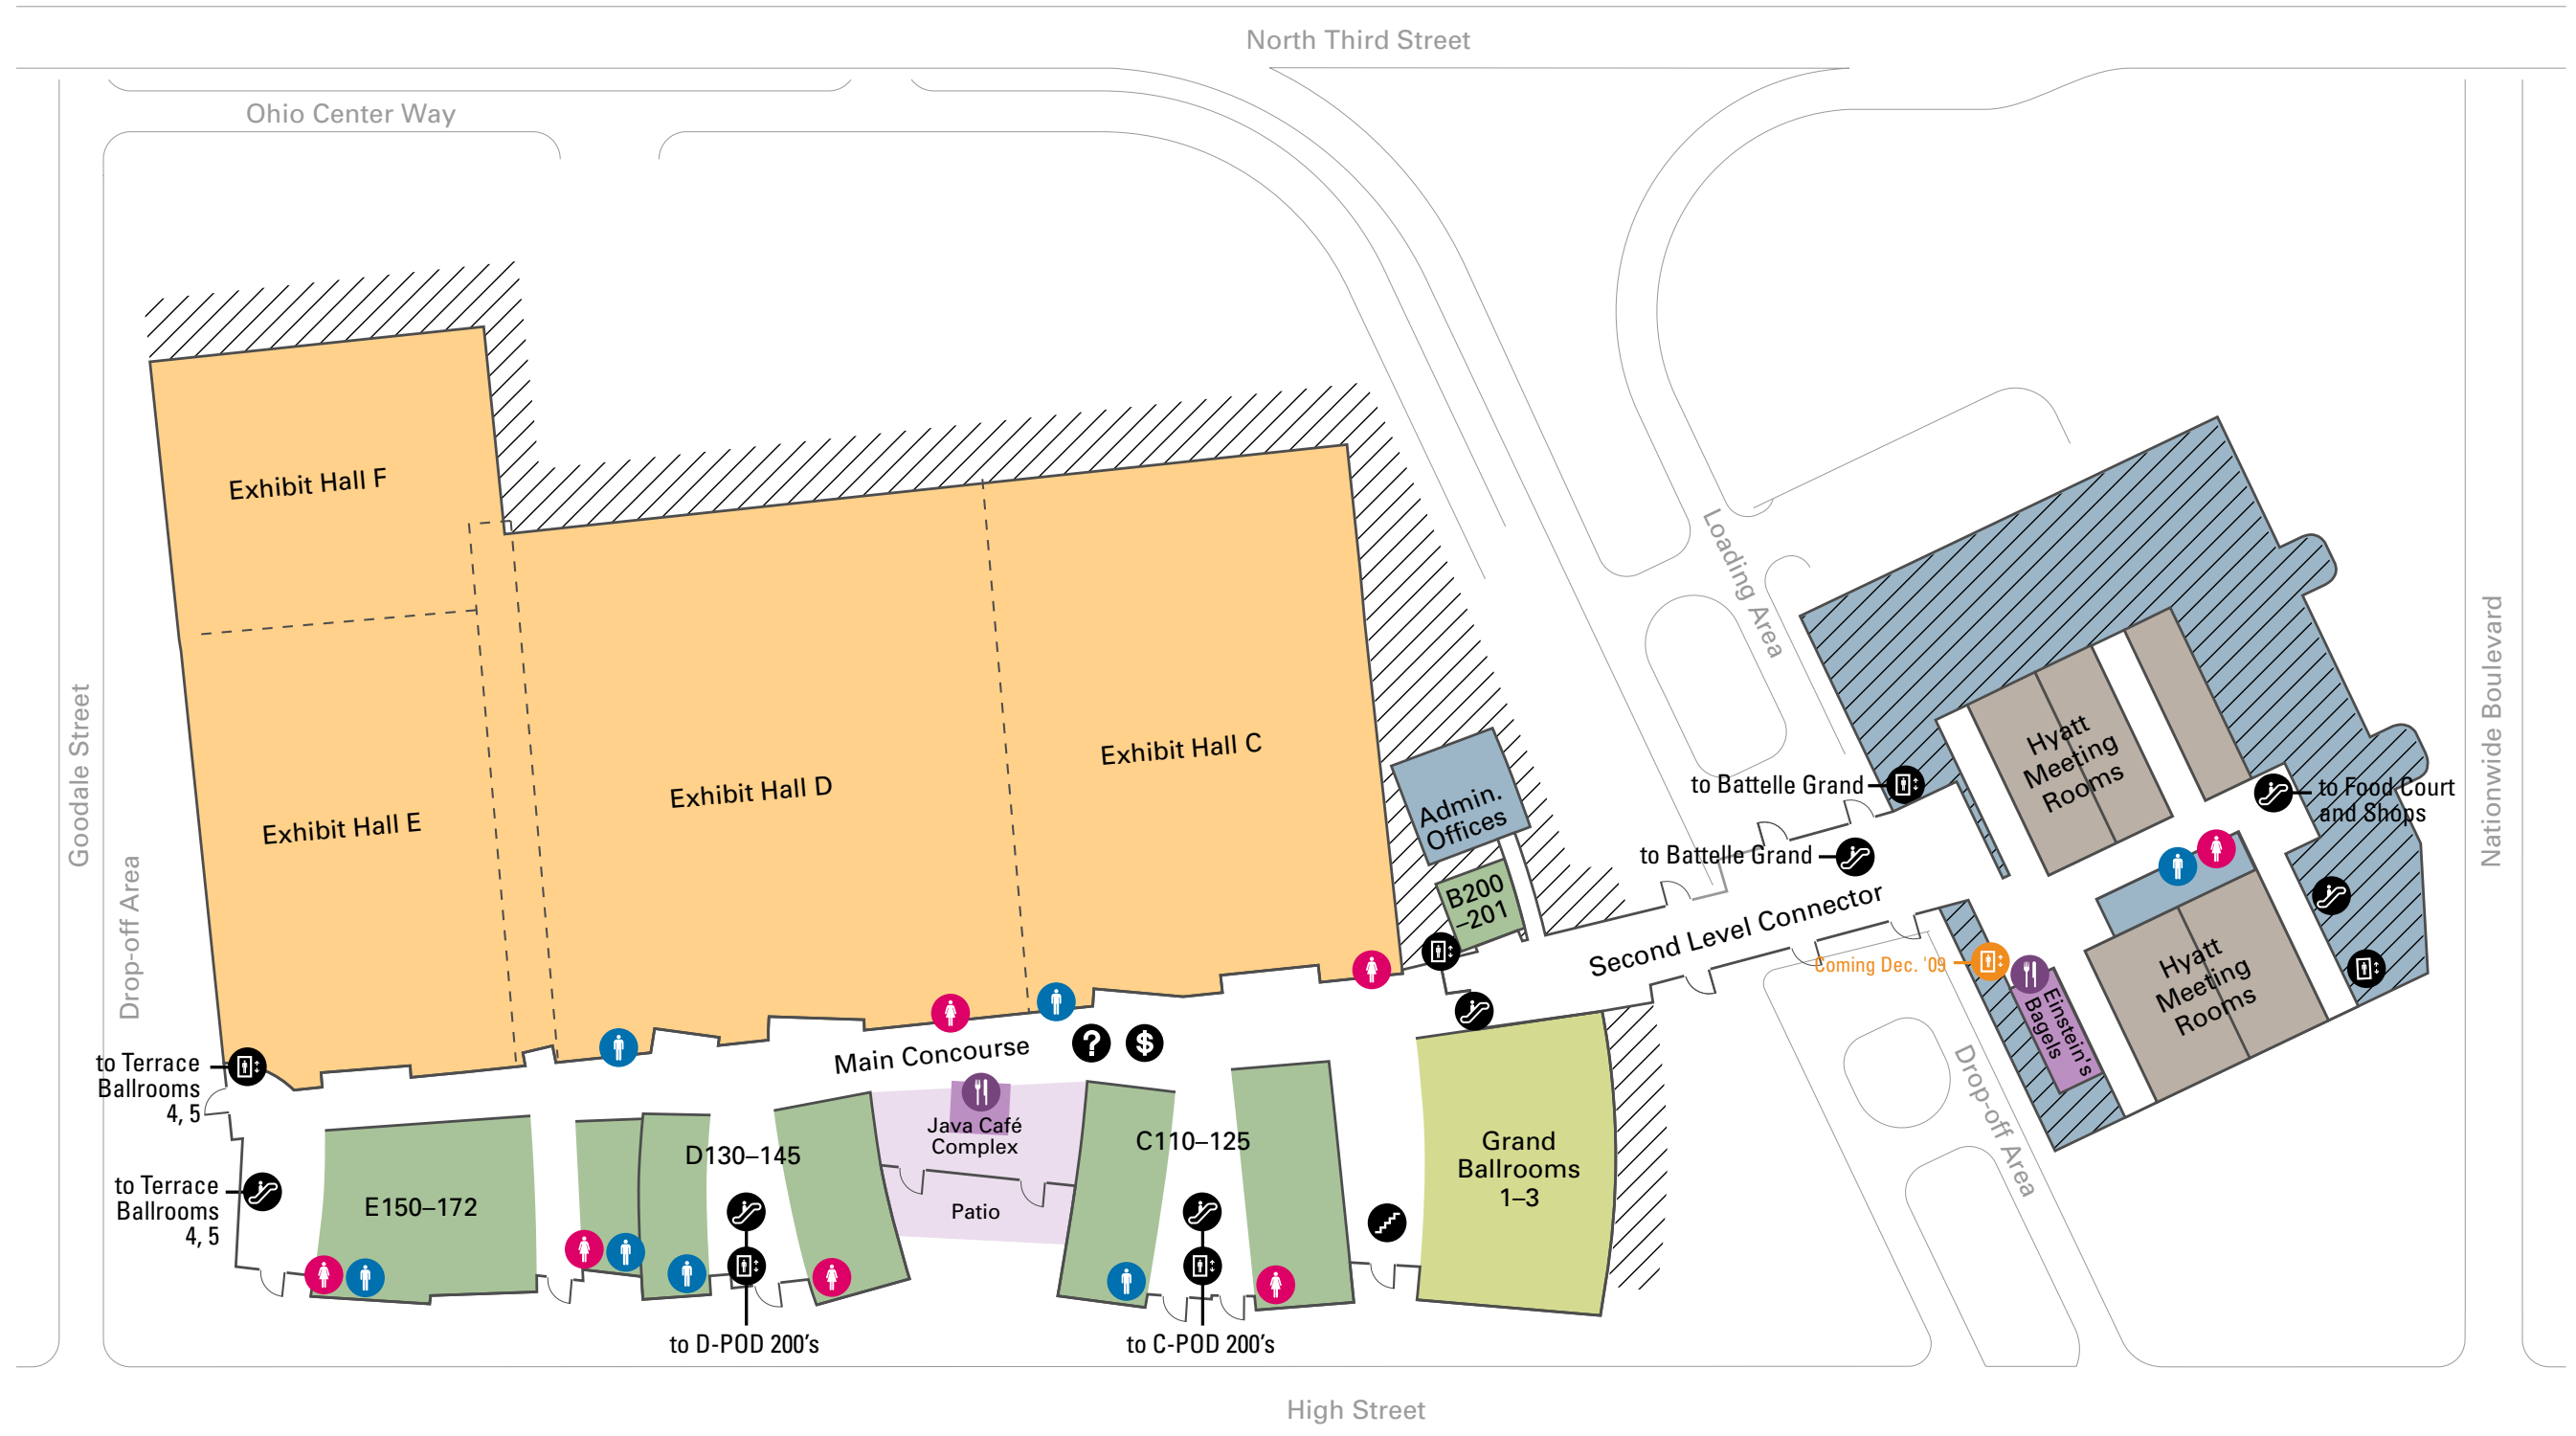 North Third Street
Ohio Center Way
Goodale Street
Drop-off Area
Exhibit Hall F
Exhibit Hall E
Exhibit Hall D
Exhibit Hall C
Admin.
Offices
B200
–201
Loading Area
to Battelle Grand
to Battelle Grand
Second Level Connector
Hyatt
Meeting
Rooms
to Food Court
and Shops
Nationwide Boulevard
Coming Dec. '09
Einstein's
Bagels
Hyatt
Meeting
Rooms
Drop-off Area
to Terrace
Ballrooms
4, 5
to Terrace
Ballrooms
4, 5
Main Concourse
?
$
Java Café
Complex
Patio
E150–172
D130–145
C110–125
Grand
Ballrooms
1–3
to D-POD 200's
to C-POD 200's
High Street